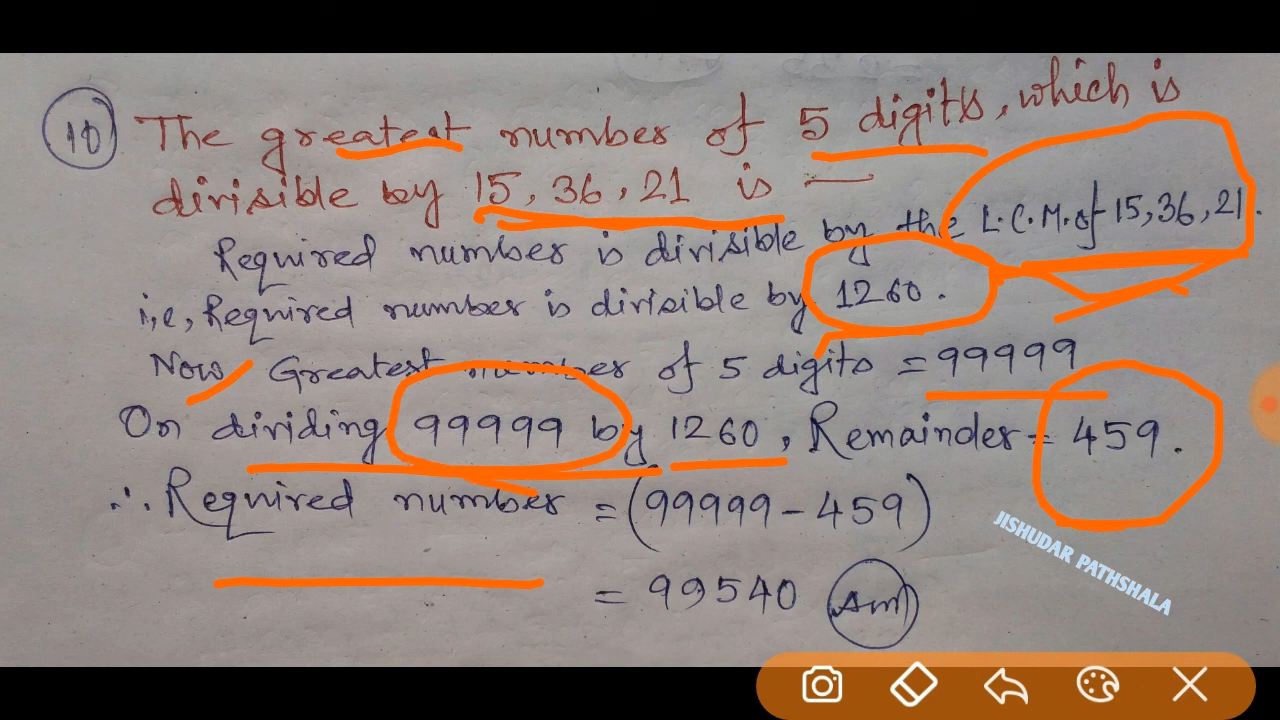 10 The greatest number of 5 digits, which is
divisible by 15, 36, 21 is —
Required number is divisible by the L.C.M. of 15, 36, 21.
i,e, Required number is divisible by 1260.
Now, Greatest number of 5 digits = 99999
On dividing 99999 by 1260, Remainder = 459.
∴ Required number = (99999 - 459)
= 99540 Ans
JISHUDAR PATHSHALA